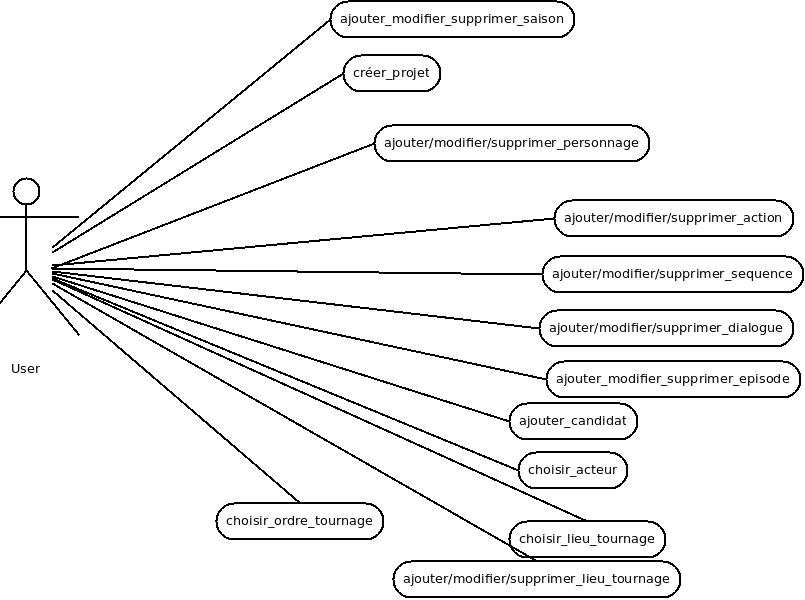 ajouter_modifier_supprimer_saison
créer_projet
ajouter/modifier/supprimer_personnage
ajouter/modifier/supprimer_action
ajouter/modifier/supprimer_sequence
ajouter/modifier/supprimer_dialogue
User
ajouter_modifier_supprimer_episode
ajouter_candidat
choisir_acteur
choisir_ordre_tournage
choisir_lieu_tournage
ajouter/modifier/supprimer_lieu_tournage